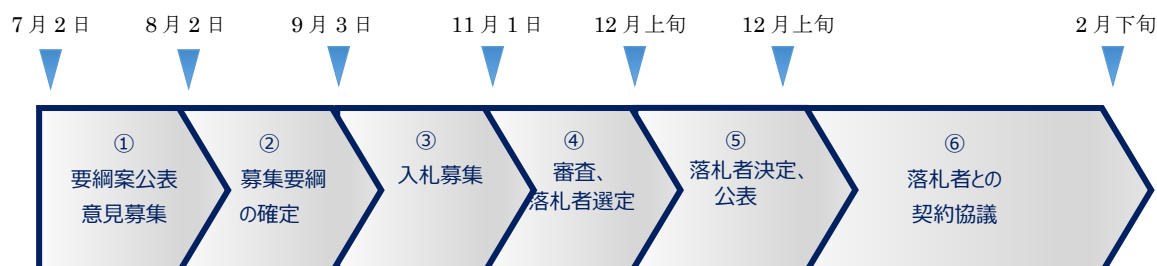 7月2日 8月2日 9月3日 11月1日 12月上旬 12月上旬 2月下旬
①
要綱案公表
意見募集
②
募集要綱
の確定
③
入札募集
④
審査、
落札者選定
⑤
落札者決定、
公表
⑥
落札者との
契約協議